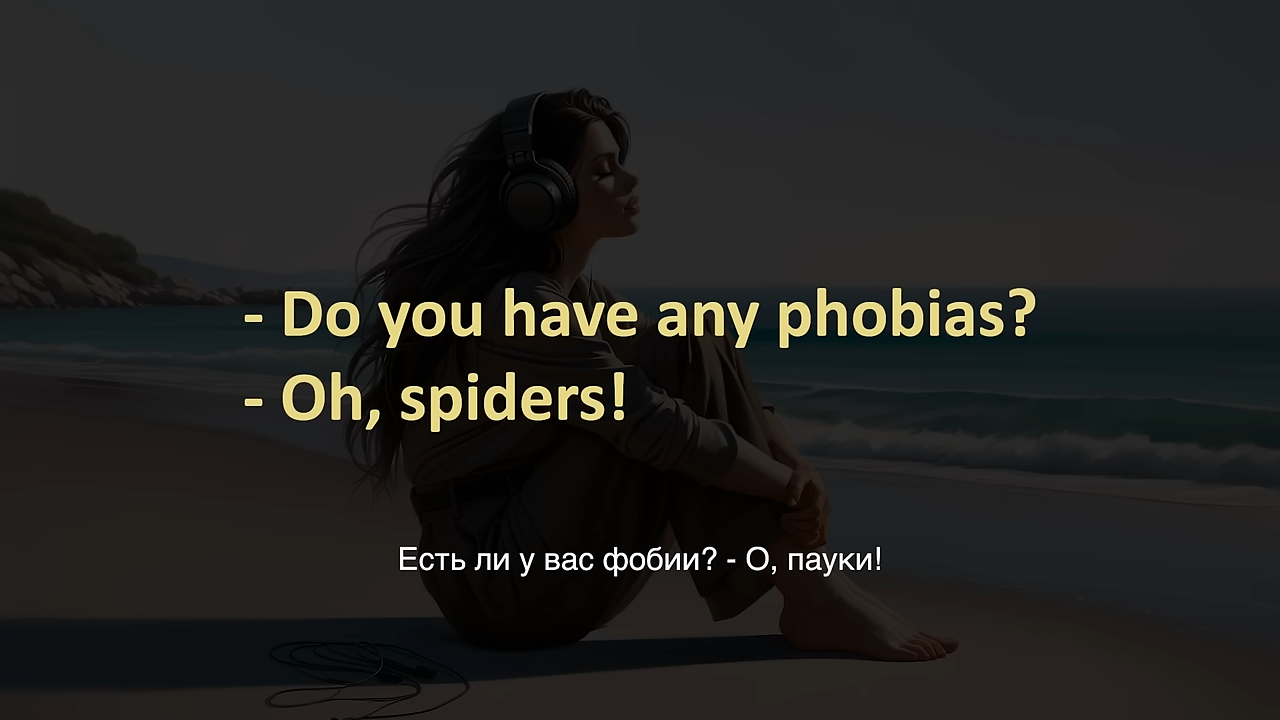 - Do you have any phobias?
- Oh, spiders!
Есть ли у вас фобии? - О, пауки!